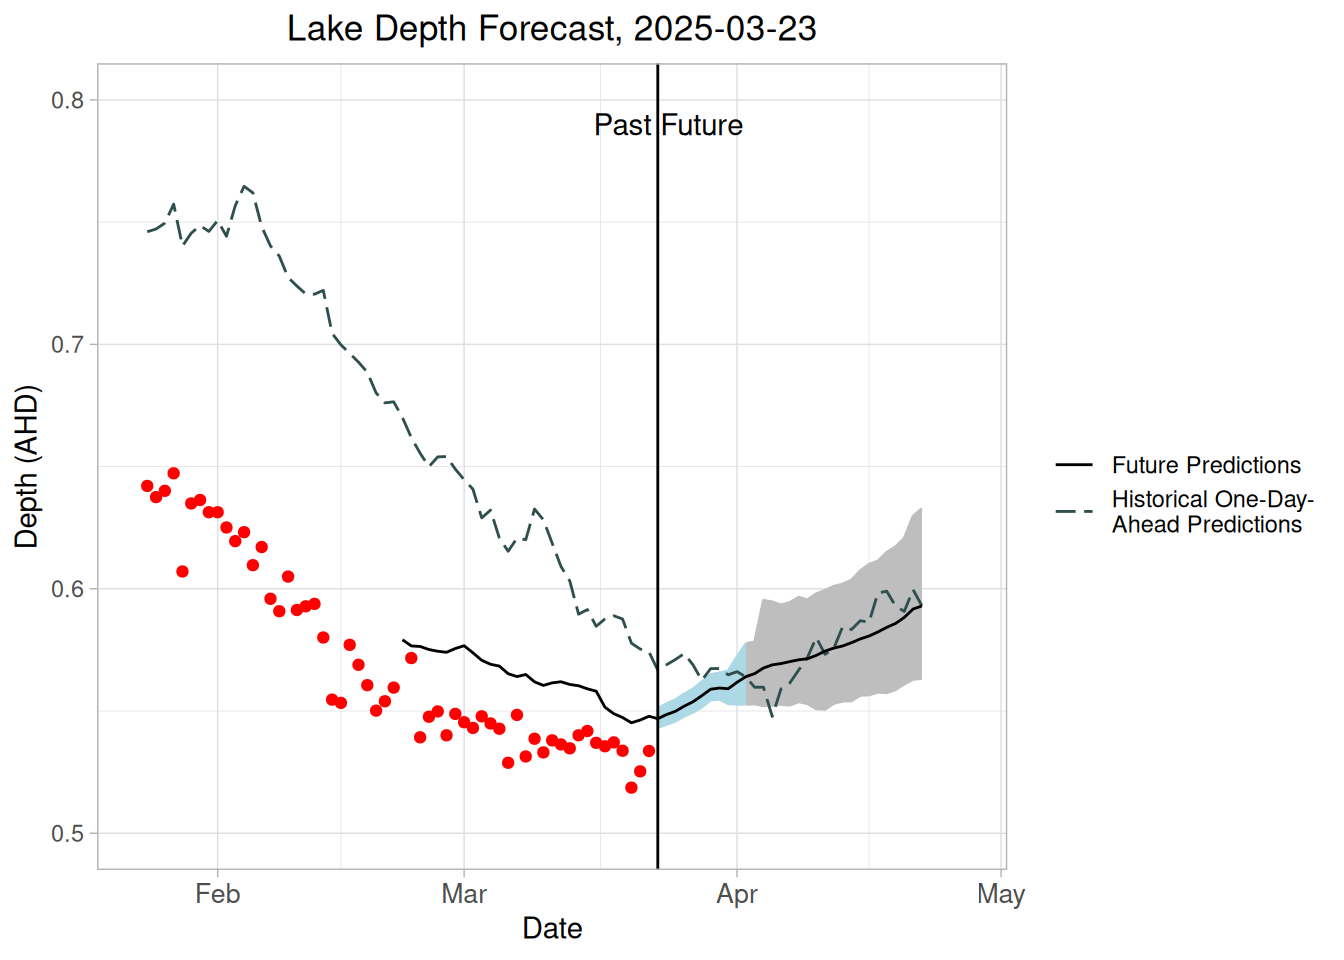 Lake Depth Forecast, 2025-03-23
Past Future
0.8
0.7
0.6
0.5
Depth (AHD)
Feb Mar Apr May
Date
Future Predictions
Historical One-Day-
Ahead Predictions